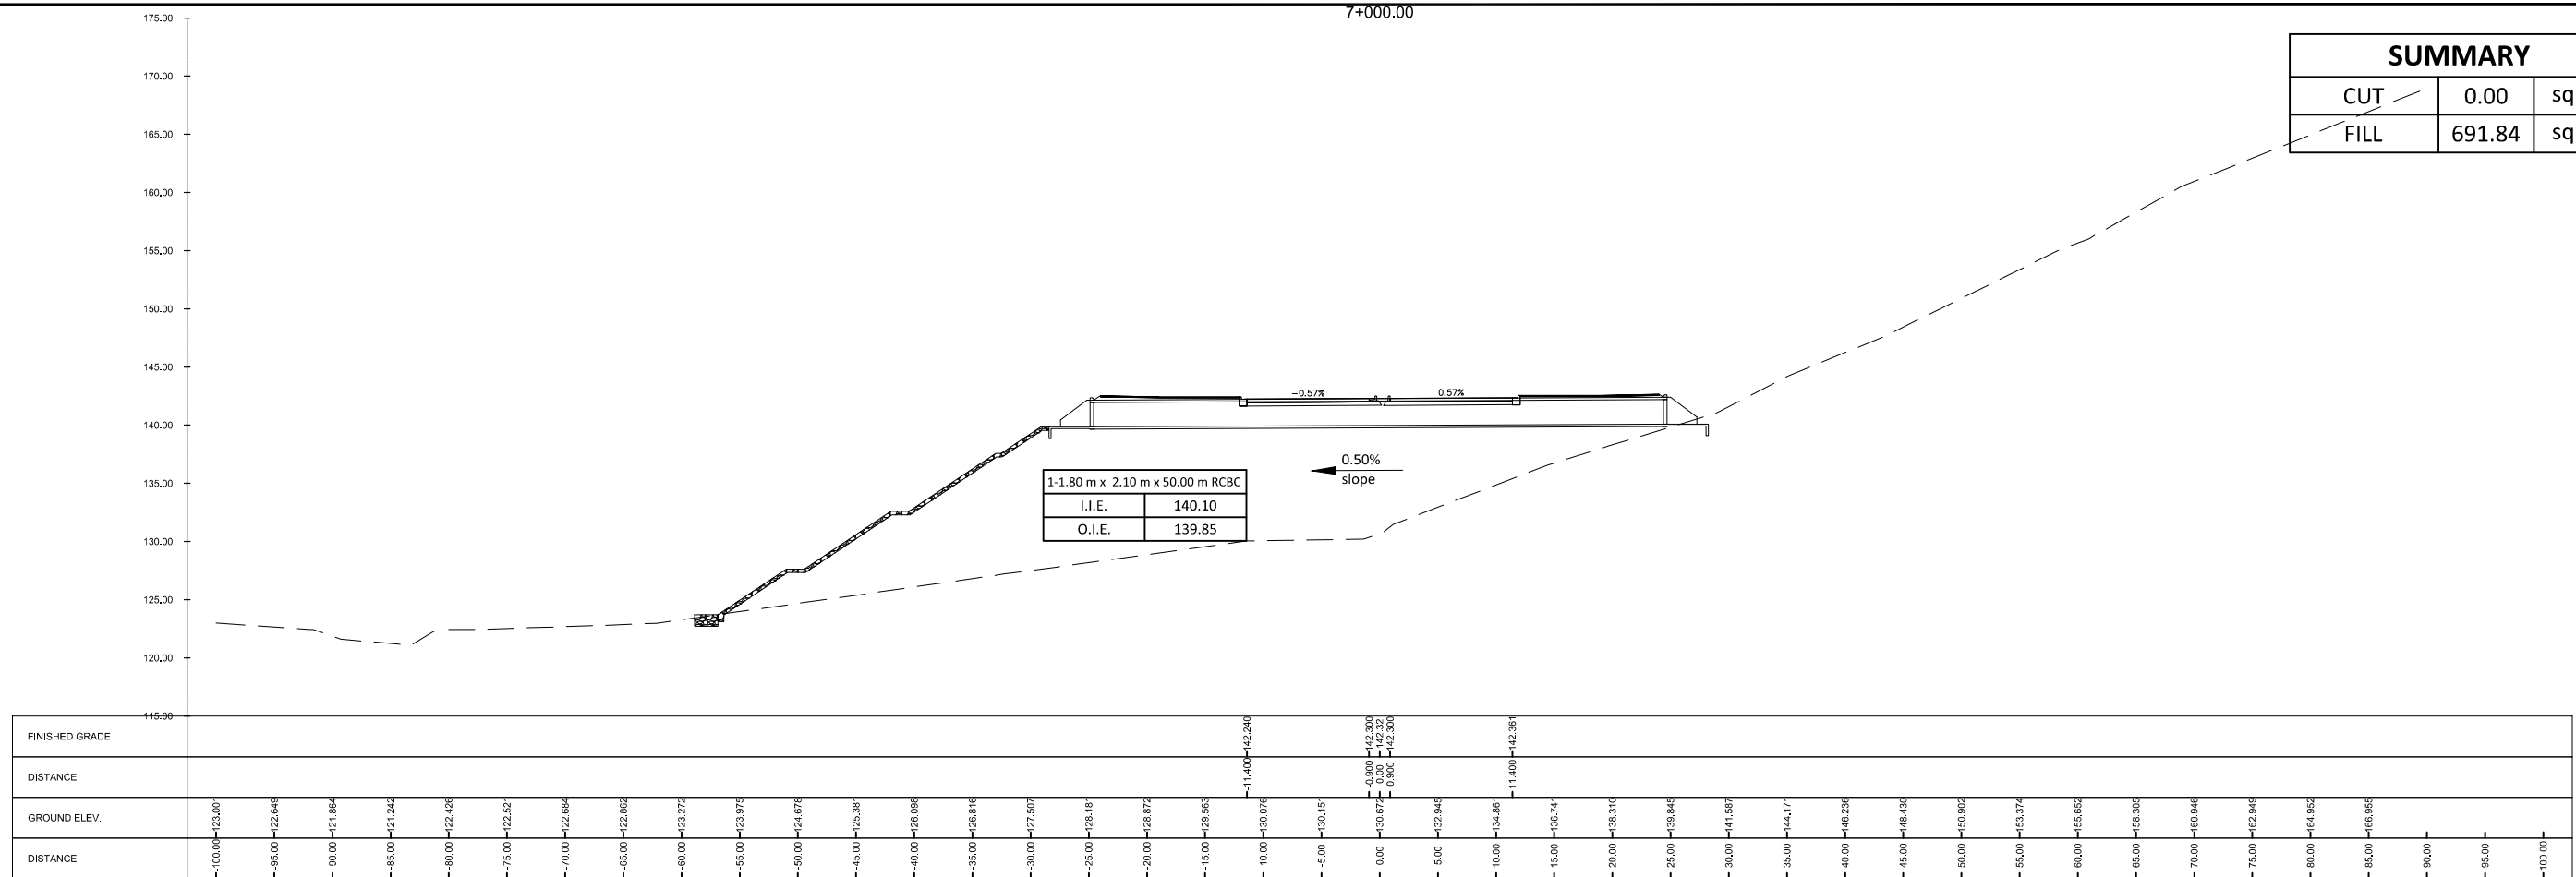 7+000.00
175.00
170.00
165.00
160.00
155.00
150.00
145.00
140.00
135.00
130.00
125.00
120.00
115.00
SUMMARY
CUT 0.00 sq
FILL 691.84 sq
-0.57% 0.57%
0.50%
slope
1-1.80 m x 2.10 m x 50.00 m RCBC
I.I.E. 140.10
O.I.E. 139.85
FINISHED GRADE 142.240 142.300 142.32 142.300 142.361
DISTANCE -11.400 -0.900 0.00 0.900 11.400
GROUND ELEV. 123.001 122.649 121.864 121.242 122.426 122.521 122.684 122.862 123.272 123.975 124.678 125.381 126.098 126.816 127.507 128.181 128.872 129.563 130.076 130.151 130.672 132.945 134.861 136.741 138.310 139.845 141.587 144.171 146.236 148.430 150.902 153.374 155.652 158.305 160.946 162.849 164.952 166.955
DISTANCE -100.00 -95.00 -90.00 -85.00 -80.00 -75.00 -70.00 -65.00 -60.00 -55.00 -50.00 -45.00 -40.00 -35.00 -30.00 -25.00 -20.00 -15.00 -10.00 -5.00 0.00 5.00 10.00 15.00 20.00 25.00 30.00 35.00 40.00 45.00 50.00 55.00 60.00 65.00 70.00 75.00 80.00 85.00 90.00 95.00 100.00